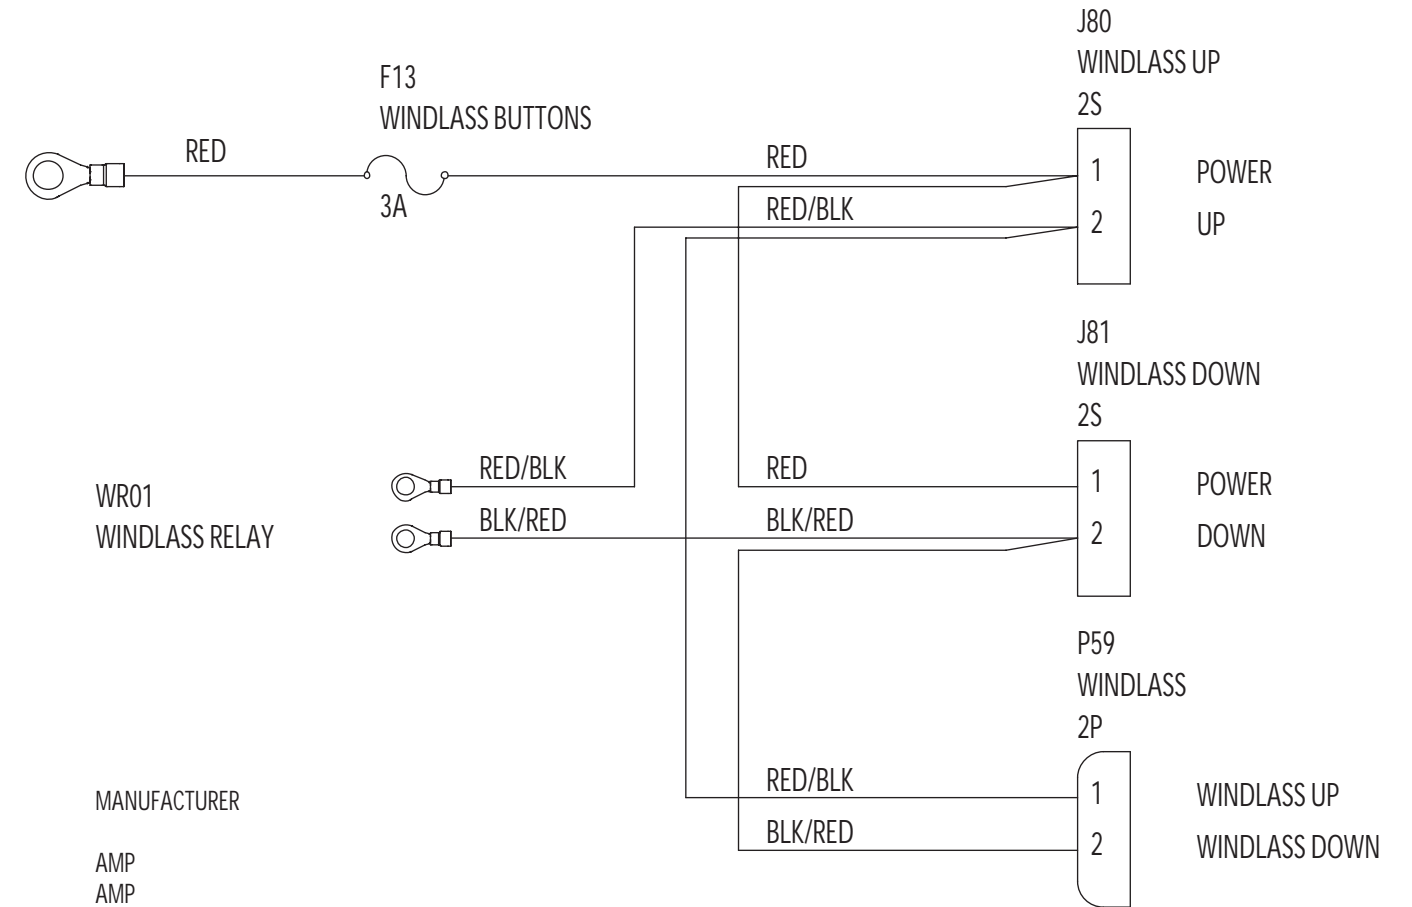 J80
WINDLASS UP
2S
F13
WINDLASS BUTTONS
RED
3A
RED
1 POWER
RED/BLK
2 UP
J81
WINDLASS DOWN
2S
WR01
WINDLASS RELAY
RED/BLK
RED
1 POWER
BLK/RED
BLK/RED
2 DOWN
P59
WINDLASS
2P
RED/BLK
1 WINDLASS UP
BLK/RED
2 WINDLASS DOWN
MANUFACTURER
AMP
AMP